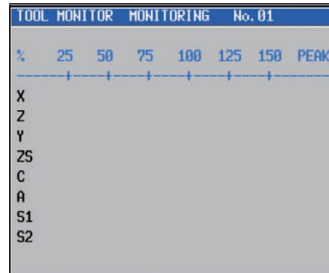 TOOL MONITOR MONITORING No.01
% 25 50 75 100 125 150 PEAK
------+---+---+---+---+---+------
X
Z
Y
ZS
C
A
S1
S2